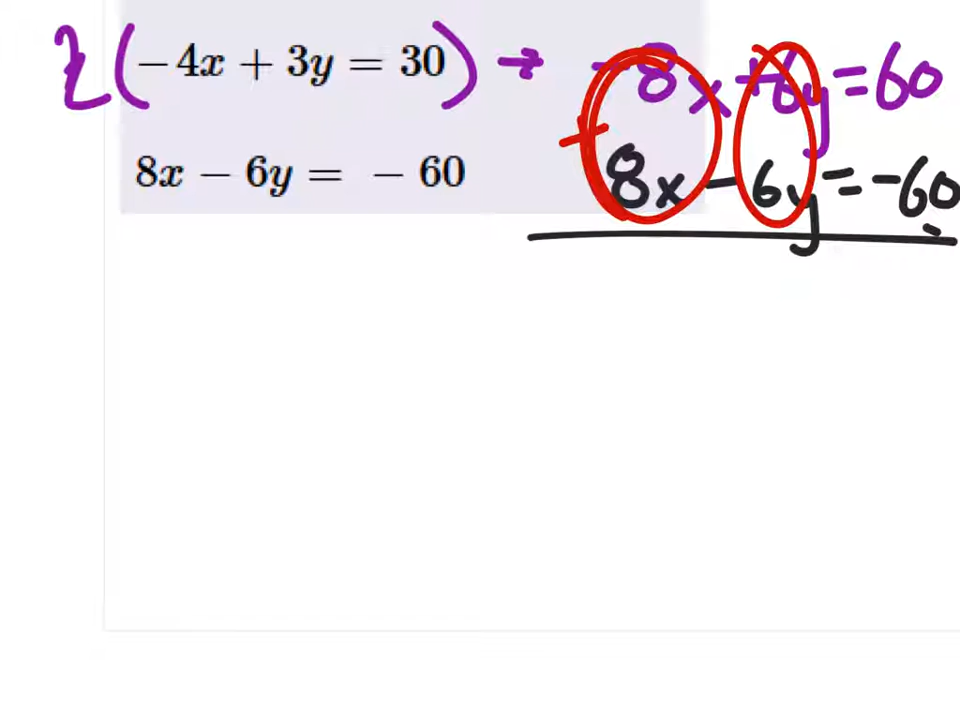 2(-4x + 3y = 30) → -8x+6y=60
8x - 6y = -60
+ 8x-6y=-60